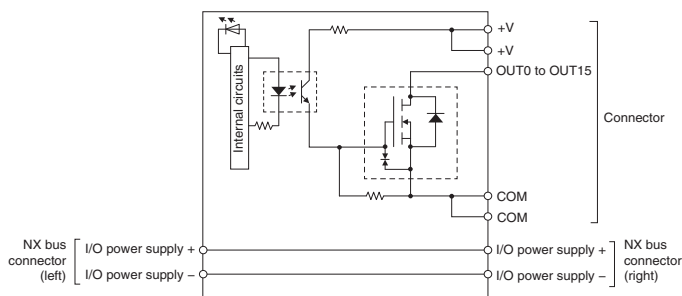 +V
+V
OUT0 to OUT15
Internal circuits
Connector
COM
COM
NX bus
connector
(left)
I/O power supply +
I/O power supply −
I/O power supply +
I/O power supply −
NX bus
connector
(right)